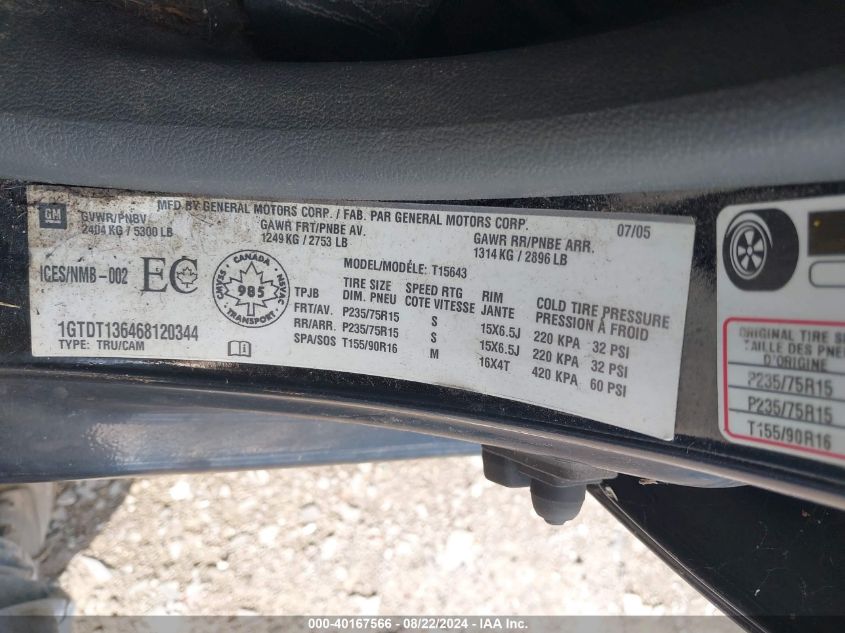 MFD BY GENERAL MOTORS CORP. / FAB. PAR GENERAL MOTORS CORP.
07/05
GM
GVWR/PNBV
2404 KG / 5300 LB
GAWR FRT/PNBE AV.
1249 KG / 2753 LB
GAWR RR/PNBE ARR.
1314 KG / 2896 LB
ICES/NMB-002
EC
CANADA
CMVSS
NSVAC
985
TRANSPORT
MODEL/MODÉLE: T15643
TPJB
TIRE SIZE SPEED RTG RIM COLD TIRE PRESSURE
DIM. PNEU COTE VITESSE JANTE PRESSION À FROID
FRT/AV. P235/75R15 S 15X6.5J 220 KPA 32 PSI
RR/ARR. P235/75R15 S 15X6.5J 220 KPA 32 PSI
SPA/SOS T155/90R16 M 16X4T 420 KPA 60 PSI
1GTDT136468120344
TYPE: TRU/CAM
ORIGINAL TIRE
TAILLE DES PNEU
D'ORIGINE
P235/75R15
P235/75R15
T155/90R16
000-40167566 - 08/22/2024 - IAA Inc.